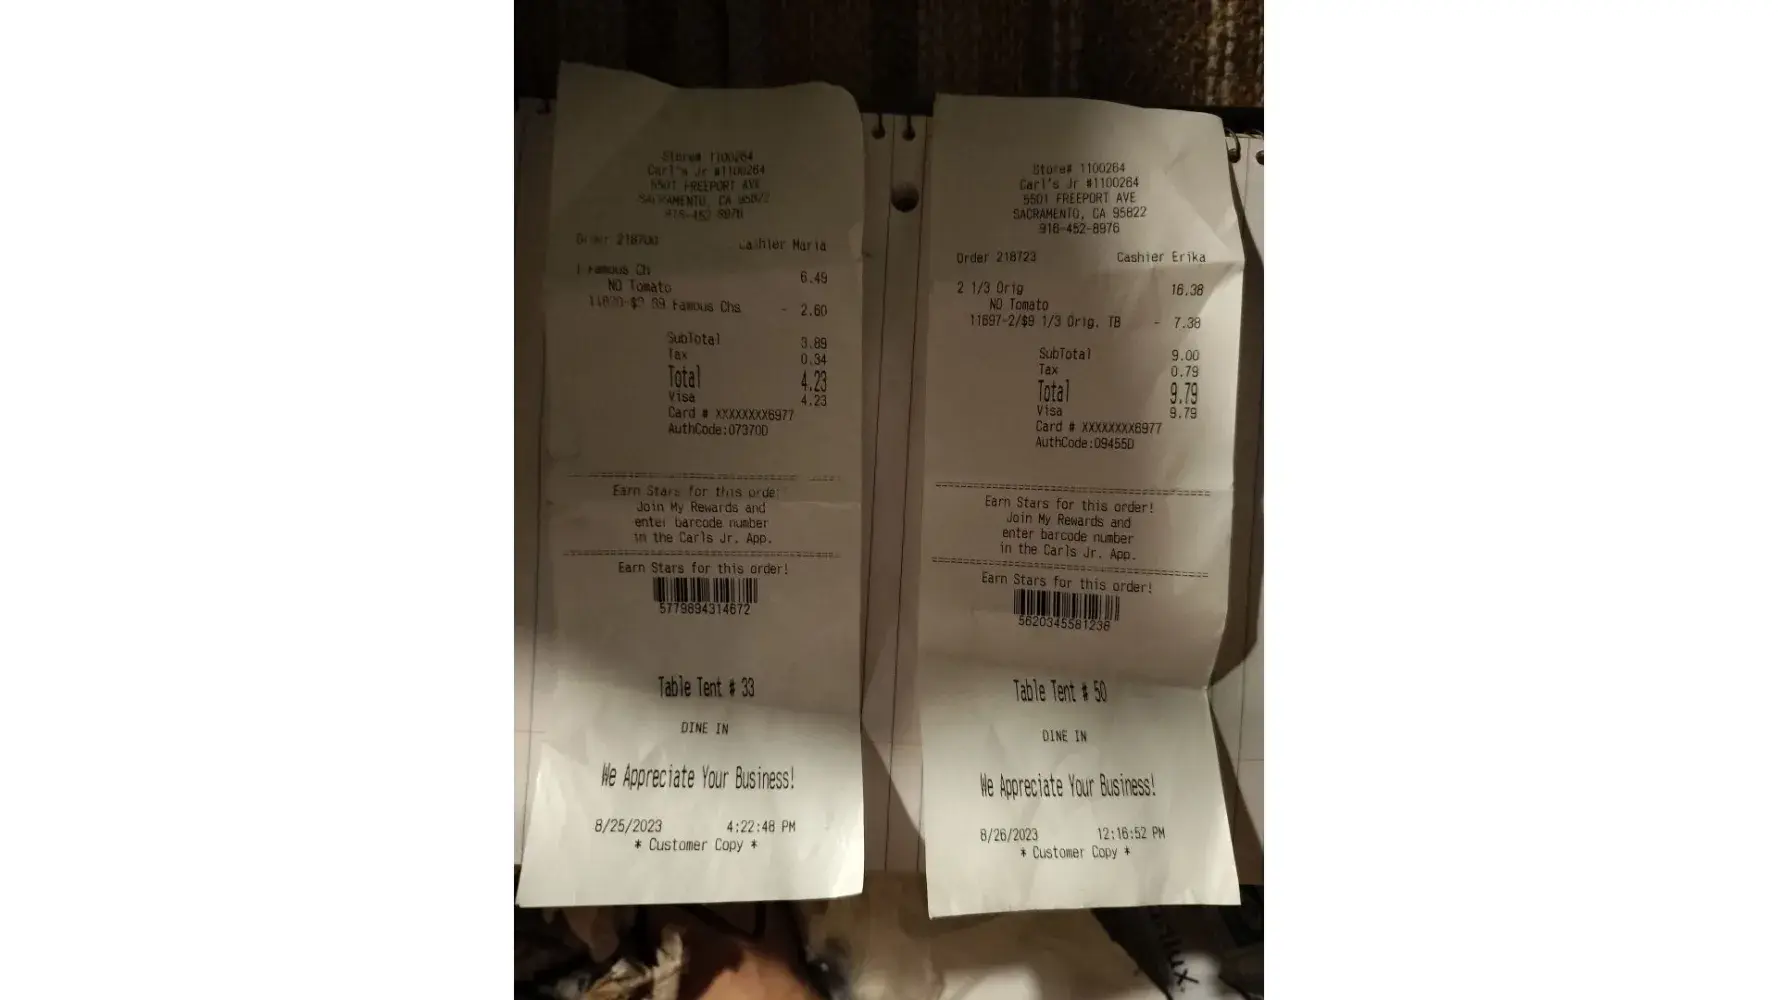 Store# 1100264
Carl's Jr #1100264
5501 FREEPORT AVE
SACRAMENTO, CA 95822
916-452-8976
Order 218700 Cashier Maria
1 Famous Ch 6.49
NO Tomato
Famous Chs - 2.60
SubTotal 3.89
Tax 0.34
Total 4.23
Visa 4.23
Card # XXXXXXXX6977
AuthCode:07370D
Earn Stars for this order!
Join My Rewards and
enter barcode number
in the Carls Jr. App.
Earn Stars for this order!
5779894314672
Table Tent # 33
DINE IN
We Appreciate Your Business!
8/25/2023 4:22:48 PM
* Customer Copy *
Store# 1100264
Carl's Jr #1100264
5501 FREEPORT AVE
SACRAMENTO, CA 95822
916-452-8976
Order 218723 Cashier Erika
2 1/3 Orig 16.38
NO Tomato
11697-2/$9 1/3 Orig. TB - 7.38
SubTotal 9.00
Tax 0.79
Total 9.79
Visa 9.79
Card # XXXXXXXX6977
AuthCode:09455D
Earn Stars for this order!
Join My Rewards and
enter barcode number
in the Carls Jr. App.
Earn Stars for this order!
5620345581238
Table Tent # 50
DINE IN
We Appreciate Your Business!
8/26/2023 12:16:52 PM
* Customer Copy *